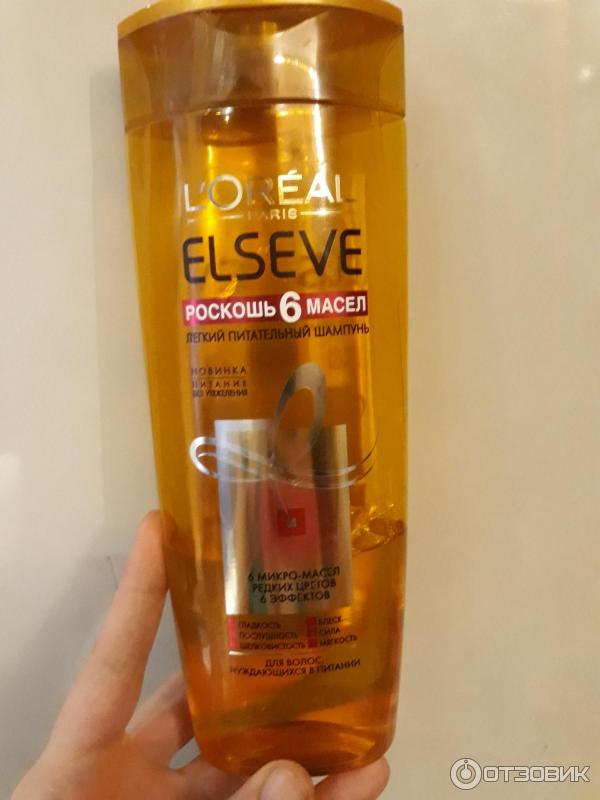 L'ORÉAL
PARIS
ELSEVE
РОСКОШЬ 6 МАСЕЛ
ЛЕГКИЙ ПИТАТЕЛЬНЫЙ ШАМПУНЬ
НОВИНКА
ПИТАНИЕ
БЕЗ УТЯЖЕЛЕНИЯ
6 МИКРО-МАСЕЛ
РЕДКИХ ЦВЕТОВ
6 ЭФФЕКТОВ
ГЛАДКОСТЬ БЛЕСК
ПОСЛУШНОСТЬ СИЛА
ШЕЛКОВИСТОСТЬ МЯГКОСТЬ
ДЛЯ ВОЛОС,
НУЖДАЮЩИХСЯ В ПИТАНИИ
ОТЗОВИК